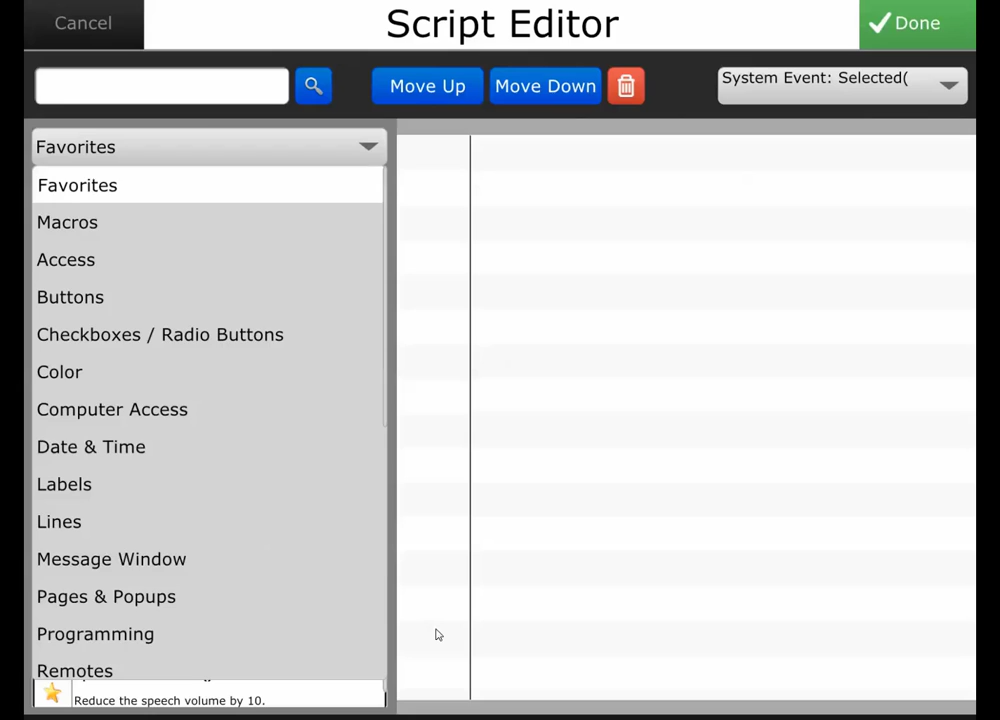 Cancel
Script Editor
Done
Move Up
Move Down
System Event: Selected(
Favorites
Favorites
Macros
Access
Buttons
Checkboxes / Radio Buttons
Color
Computer Access
Date & Time
Labels
Lines
Message Window
Pages & Popups
Programming
Remotes
Reduce the speech volume by 10.